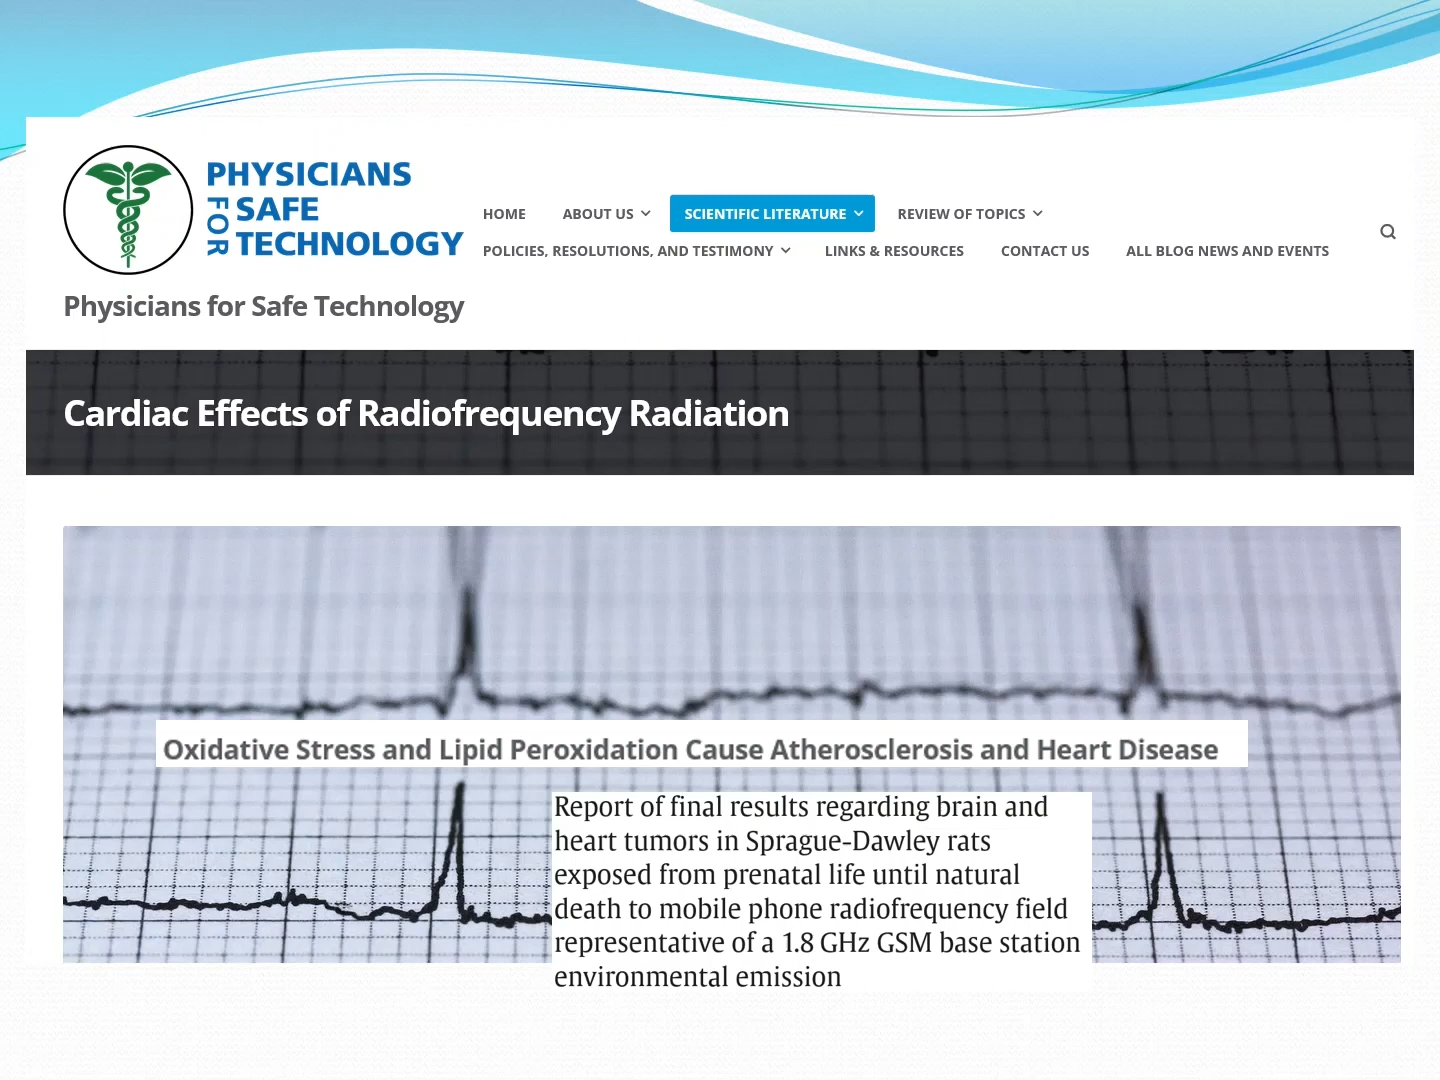 PHYSICIANS
FOR
SAFE
TECHNOLOGY
HOME ABOUT US SCIENTIFIC LITERATURE REVIEW OF TOPICS
POLICIES, RESOLUTIONS, AND TESTIMONY LINKS & RESOURCES CONTACT US ALL BLOG NEWS AND EVENTS
Physicians for Safe Technology
Cardiac Effects of Radiofrequency Radiation
Oxidative Stress and Lipid Peroxidation Cause Atherosclerosis and Heart Disease
Report of final results regarding brain and
heart tumors in Sprague-Dawley rats
exposed from prenatal life until natural
death to mobile phone radiofrequency field
representative of a 1.8 GHz GSM base station
environmental emission